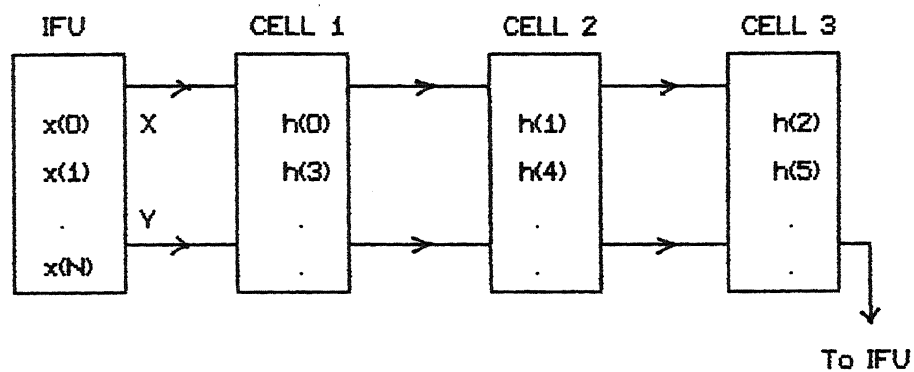 IFU CELL 1 CELL 2 CELL 3
x(0) X h(0) h(1) h(2)
x(1) h(3) h(4) h(5)
. Y . . .
x(N) . . .
To IFU